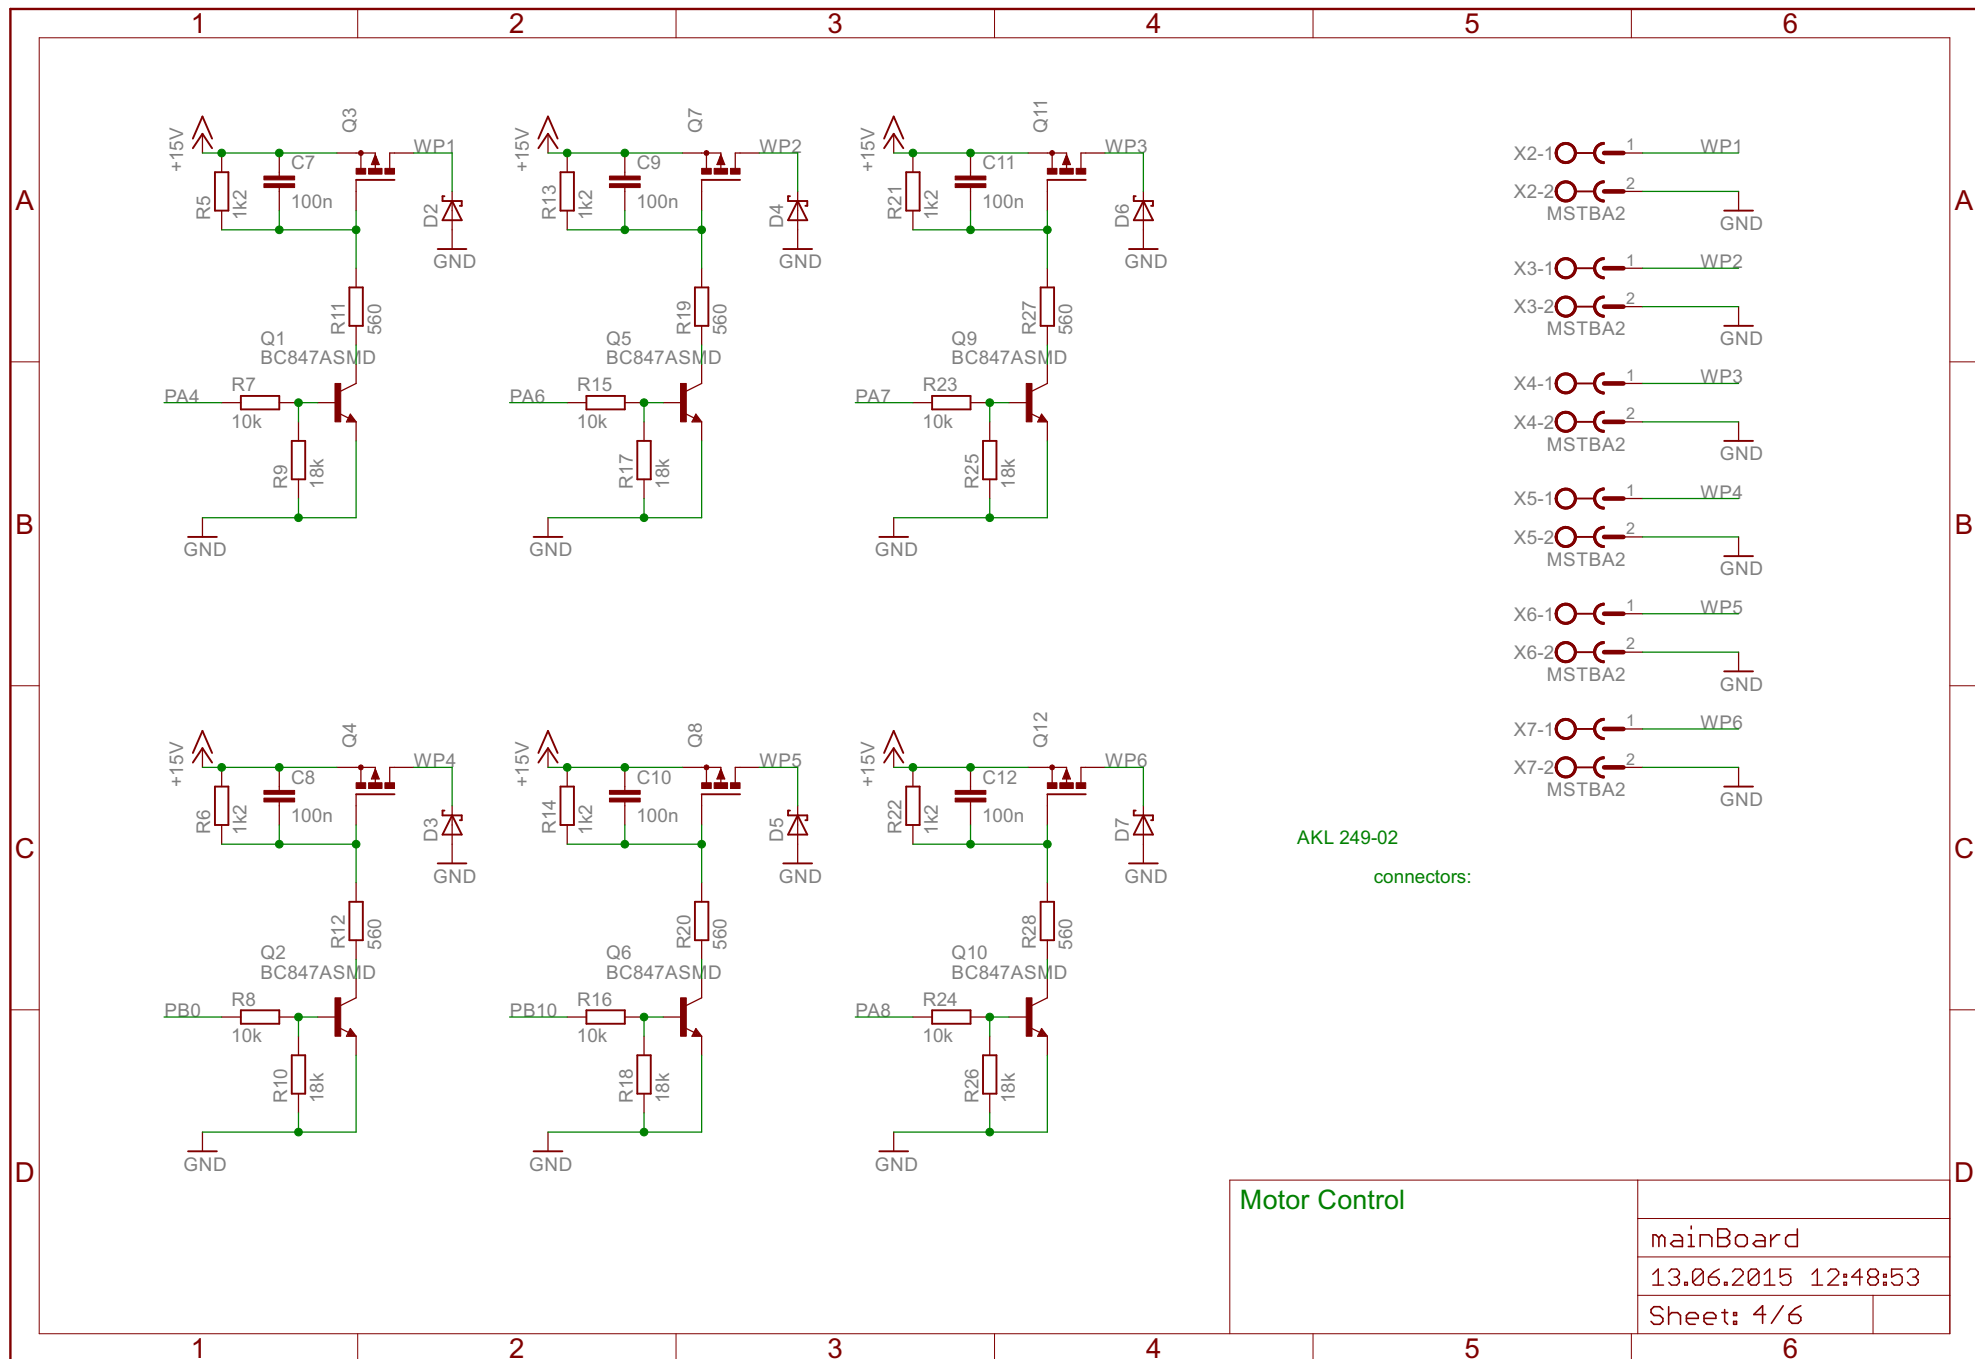 1 2 3 4 5 6
A A
B B
C C
D D
+15V
R5
1k2
C7
100n
Q3
WP1
D2
GND
R11
560
Q1
BC847ASMD
PA4
R7
10k
R9
18k
GND
+15V
R13
1k2
C9
100n
Q7
WP2
D4
GND
R19
560
Q5
BC847ASMD
PA6
R15
10k
R17
18k
GND
+15V
R21
1k2
C11
100n
Q11
WP3
D6
GND
R27
560
Q9
BC847ASMD
PA7
R23
10k
R25
18k
GND
X2-1 1 WP1
X2-2 2
MSTBA2
GND
X3-1 1 WP2
X3-2 2
MSTBA2
GND
X4-1 1 WP3
X4-2 2
MSTBA2
GND
X5-1 1 WP4
X5-2 2
MSTBA2
GND
X6-1 1 WP5
X6-2 2
MSTBA2
GND
X7-1 1 WP6
X7-2 2
MSTBA2
GND
+15V
R6
1k2
C8
100n
Q4
WP4
D3
GND
R12
560
Q2
BC847ASMD
PB0
R8
10k
R10
18k
GND
+15V
R14
1k2
C10
100n
Q8
WP5
D5
GND
R20
560
Q6
BC847ASMD
PB10
R16
10k
R18
18k
GND
+15V
R22
1k2
C12
100n
Q12
WP6
D7
GND
R28
560
Q10
BC847ASMD
PA8
R24
10k
R26
18k
GND
AKL 249-02
connectors:
Motor Control
mainBoard
13.06.2015 12:48:53
Sheet: 4/6
1 2 3 4 5 6